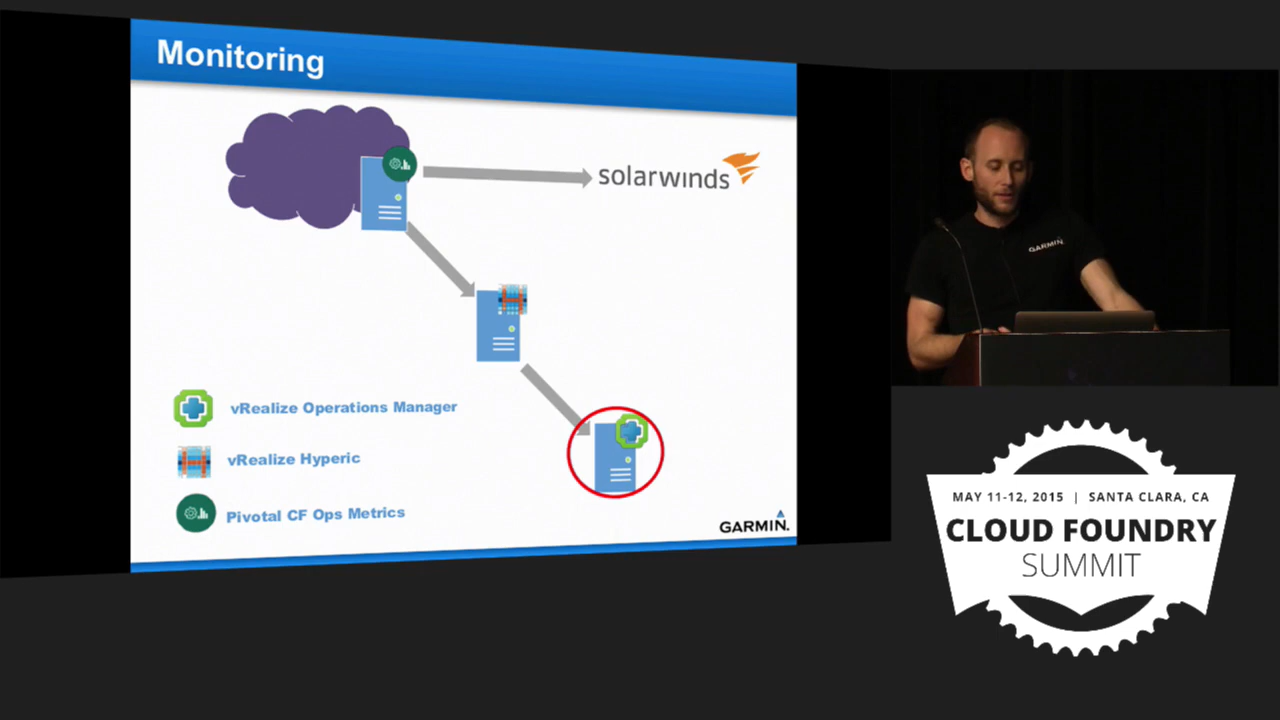 Monitoring
solarwinds
vRealize Operations Manager
vRealize Hyperic
Pivotal CF Ops Metrics
GARMIN.
GARMIN
MAY 11-12, 2015 | SANTA CLARA, CA
CLOUD FOUNDRY
SUMMIT